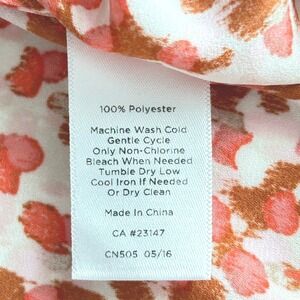 100% Polyester
Machine Wash Cold
Gentle Cycle
Only Non-Chlorine
Bleach When Needed
Tumble Dry Low
Cool Iron If Needed
Or Dry Clean
Made In China
CA #23147
CN505 05/16